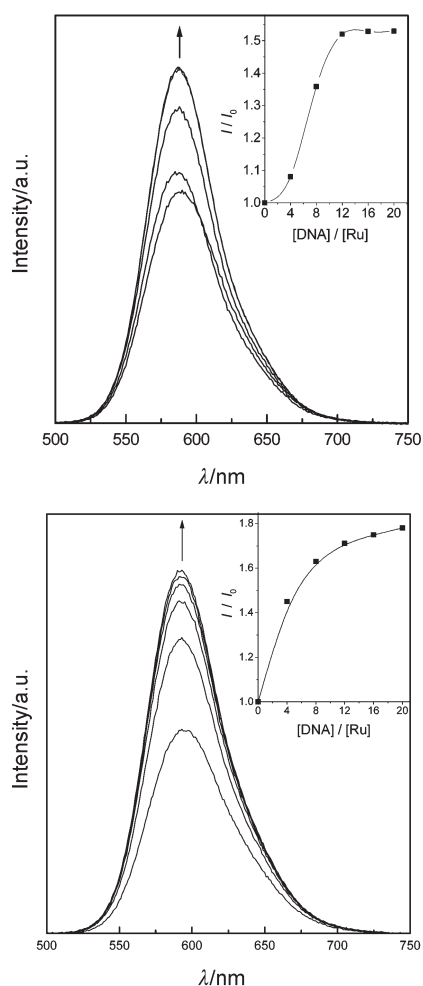 Intensity/a.u.
I / I0
1.5
1.4
1.3
1.2
1.1
1.0
0 4 8 12 16 20
[DNA] / [Ru]
500 550 600 650 700 750
λ/nm
Intensity/a.u.
I / I0
1.8
1.6
1.4
1.2
1.0
0 4 8 12 16 20
[DNA] / [Ru]
500 550 600 650 700 750
λ/nm